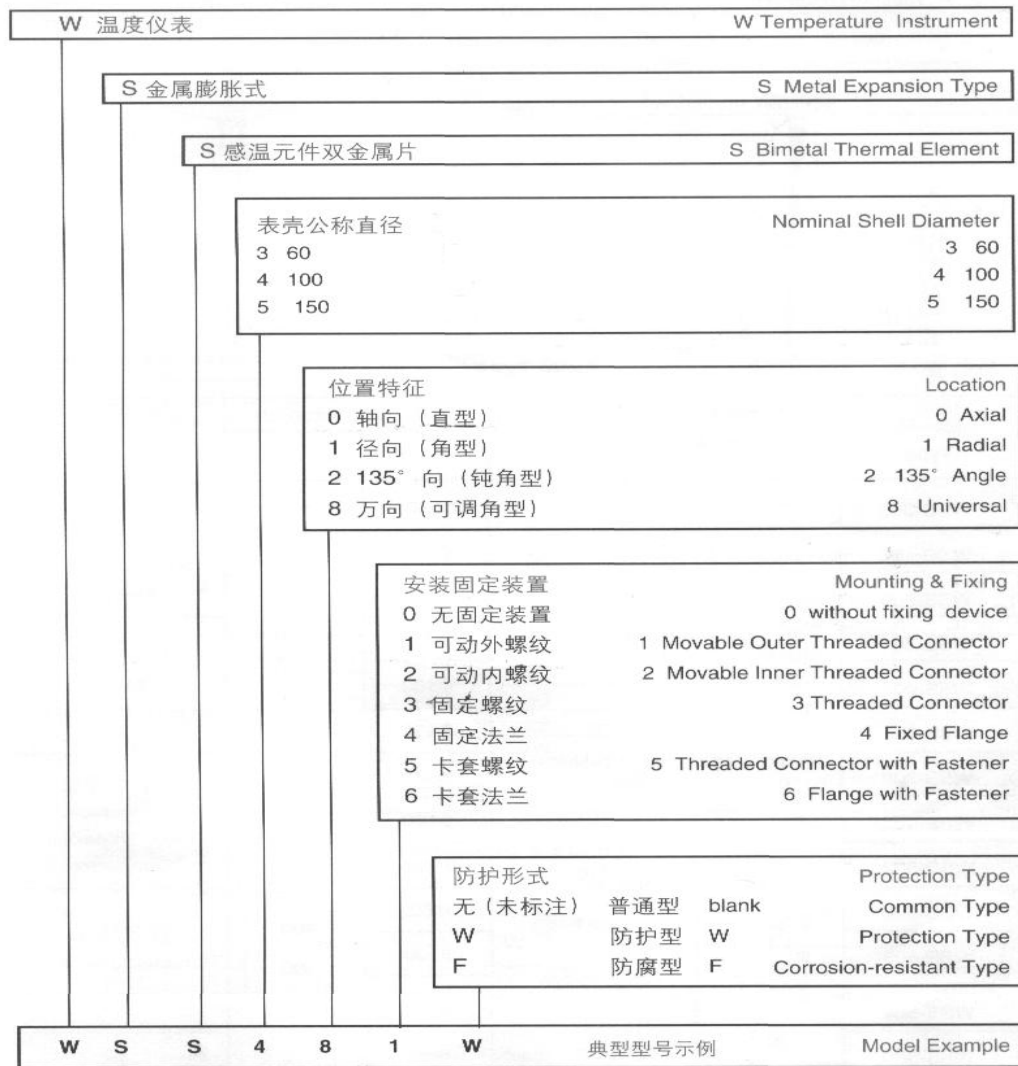 W 温度仪表 W Temperature Instrument
S 金属膨胀式 S Metal Expansion Type
S 感温元件双金属片 S Bimetal Thermal Element
表壳公称直径 Nominal Shell Diameter
3 60 3 60
4 100 4 100
5 150 5 150
位置特征 Location
0 轴向 (直型) 0 Axial
1 径向 (角型) 1 Radial
2 135° 向 (钝角型) 2 135° Angle
8 万向 (可调角型) 8 Universal
安装固定装置 Mounting & Fixing
0 无固定装置 0 without fixing device
1 可动外螺纹 1 Movable Outer Threaded Connector
2 可动内螺纹 2 Movable Inner Threaded Connector
3 固定螺纹 3 Threaded Connector
4 固定法兰 4 Fixed Flange
5 卡套螺纹 5 Threaded Connector with Fastener
6 卡套法兰 6 Flange with Fastener
防护形式 Protection Type
无 (未标注) 普通型 blank Common Type
W 防护型 W Protection Type
F 防腐型 F Corrosion-resistant Type
W S S 4 8 1 W 典型型号示例 Model Example